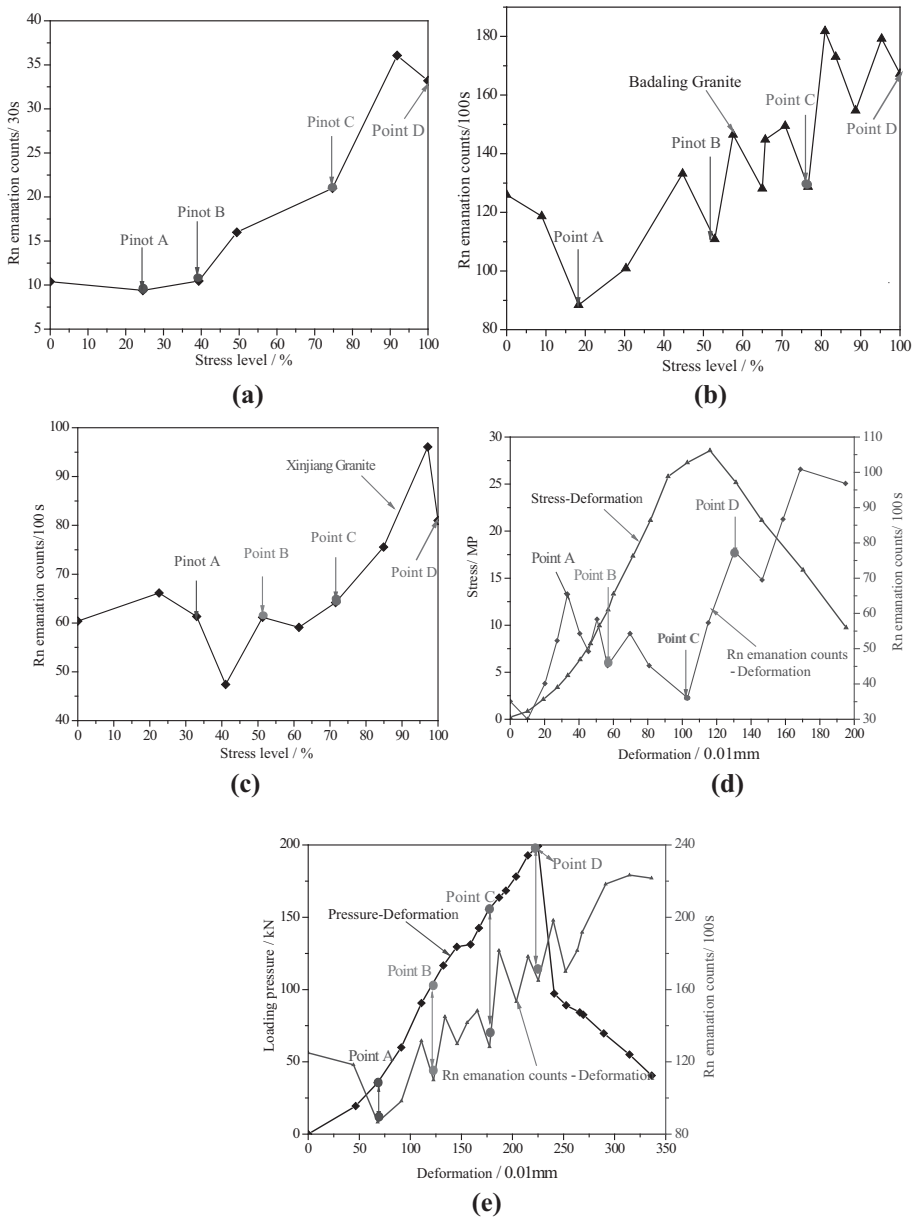 40
35
30
25
20
15
10
5
Rn emanation counts/ 30s
Pinot A
Pinot B
Pinot C
Point D
0 10 20 30 40 50 60 70 80 90 100
Stress level / %
(a)
180
160
140
120
100
80
Rn emanation counts/100s
Badaling Granite
Point A
Pinot B
Point C
Point D
0 10 20 30 40 50 60 70 80 90 100
Stress level / %
(b)
100
90
80
70
60
50
40
Rn emanation counts/100s
Xinjiang Granite
Pinot A
Point B
Point C
Point D
0 10 20 30 40 50 60 70 80 90 100
Stress level / %
(c)
30
25
20
15
10
5
0
Stress/ MP
110
100
90
80
70
60
50
40
30
Rn emanation counts/ 100s
Stress-Deformation
Point A
Point B
Point C
Point D
Rn emanation counts
-Deformation
0 20 40 60 80 100 120 140 160 180 200
Deformation / 0.01mm
(d)
200
150
100
50
0
Loading pressure / kN
240
200
160
120
80
Rn emanation counts/ 100s
Pressure-Deformation
Point A
Point B
Point C
Point D
Rn emanation counts - Deformation
0 50 100 150 200 250 300 350
Deformation / 0.01mm
(e)